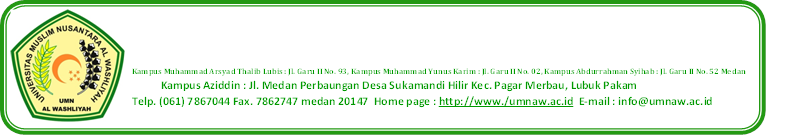 UNIVERSITAS MUSLIM NUSANTARA AL WASHLIYAH
UMN
AL WASHLIYAH
Kampus Muhammad Arsyad Thalib Lubis : Jl. Garu II No. 93, Kampus Muhammad Yunus Karim : Jl. Garu II No. 02, Kampus Abdurrahman Syihab : Jl. Garu II No. 52 Medan
Kampus Aziddin : Jl. Medan Perbaungan Desa Sukamandi Hilir Kec. Pagar Merbau, Lubuk Pakam
Telp. (061) 7867044 Fax. 7862747 medan 20147 Home page : http://www./umnaw.ac.id E-mail : info@umnaw.ac.id